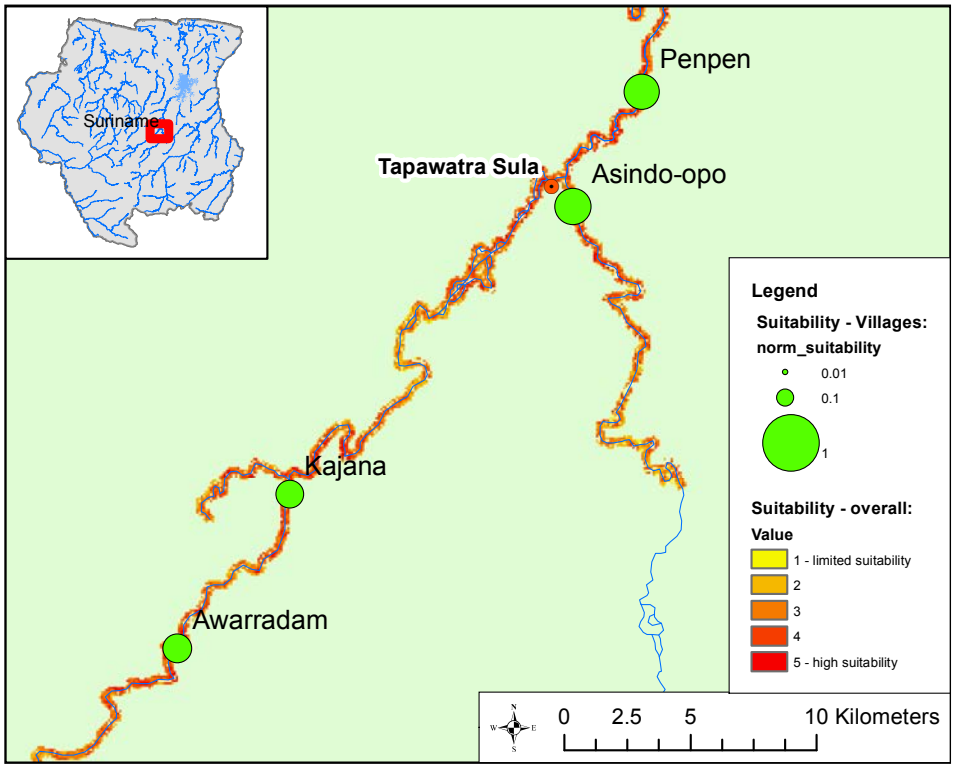 Suriname
Penpen
Tapawatra Sula
Asindo-opo
Kajana
Awarradam
Legend
Suitability - Villages:
norm_suitability
0.01
0.1
1
Suitability - overall:
Value
1 - limited suitability
2
3
4
5 - high suitability
N
W E
S
0 2.5 5 10 Kilometers